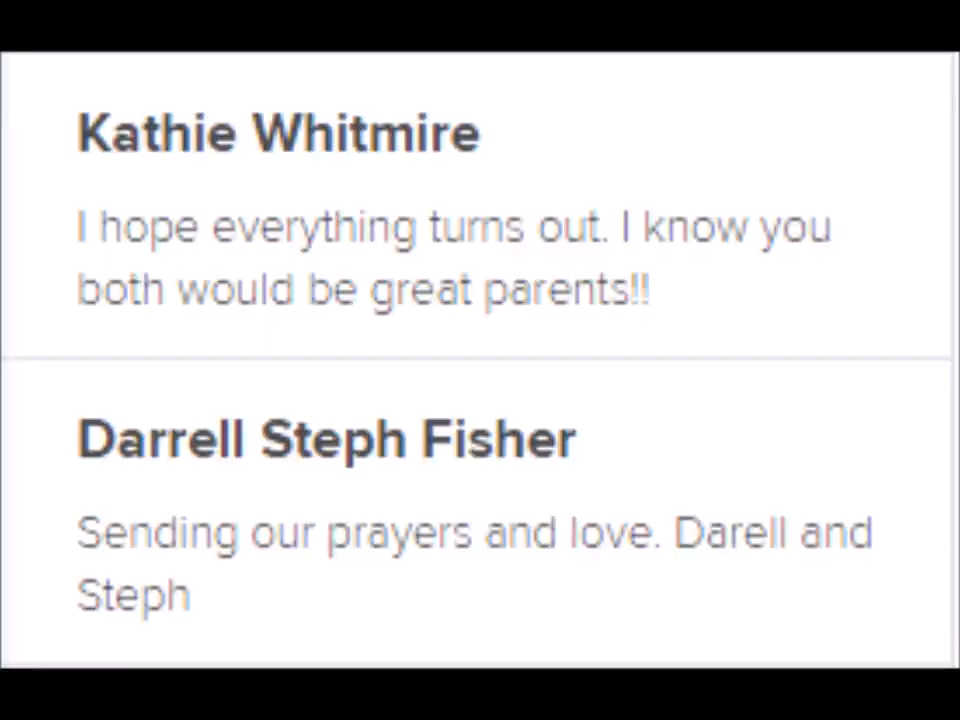 Kathie Whitmire
I hope everything turns out. I know you
both would be great parents!!
Darrell Steph Fisher
Sending our prayers and love. Darell and
Steph